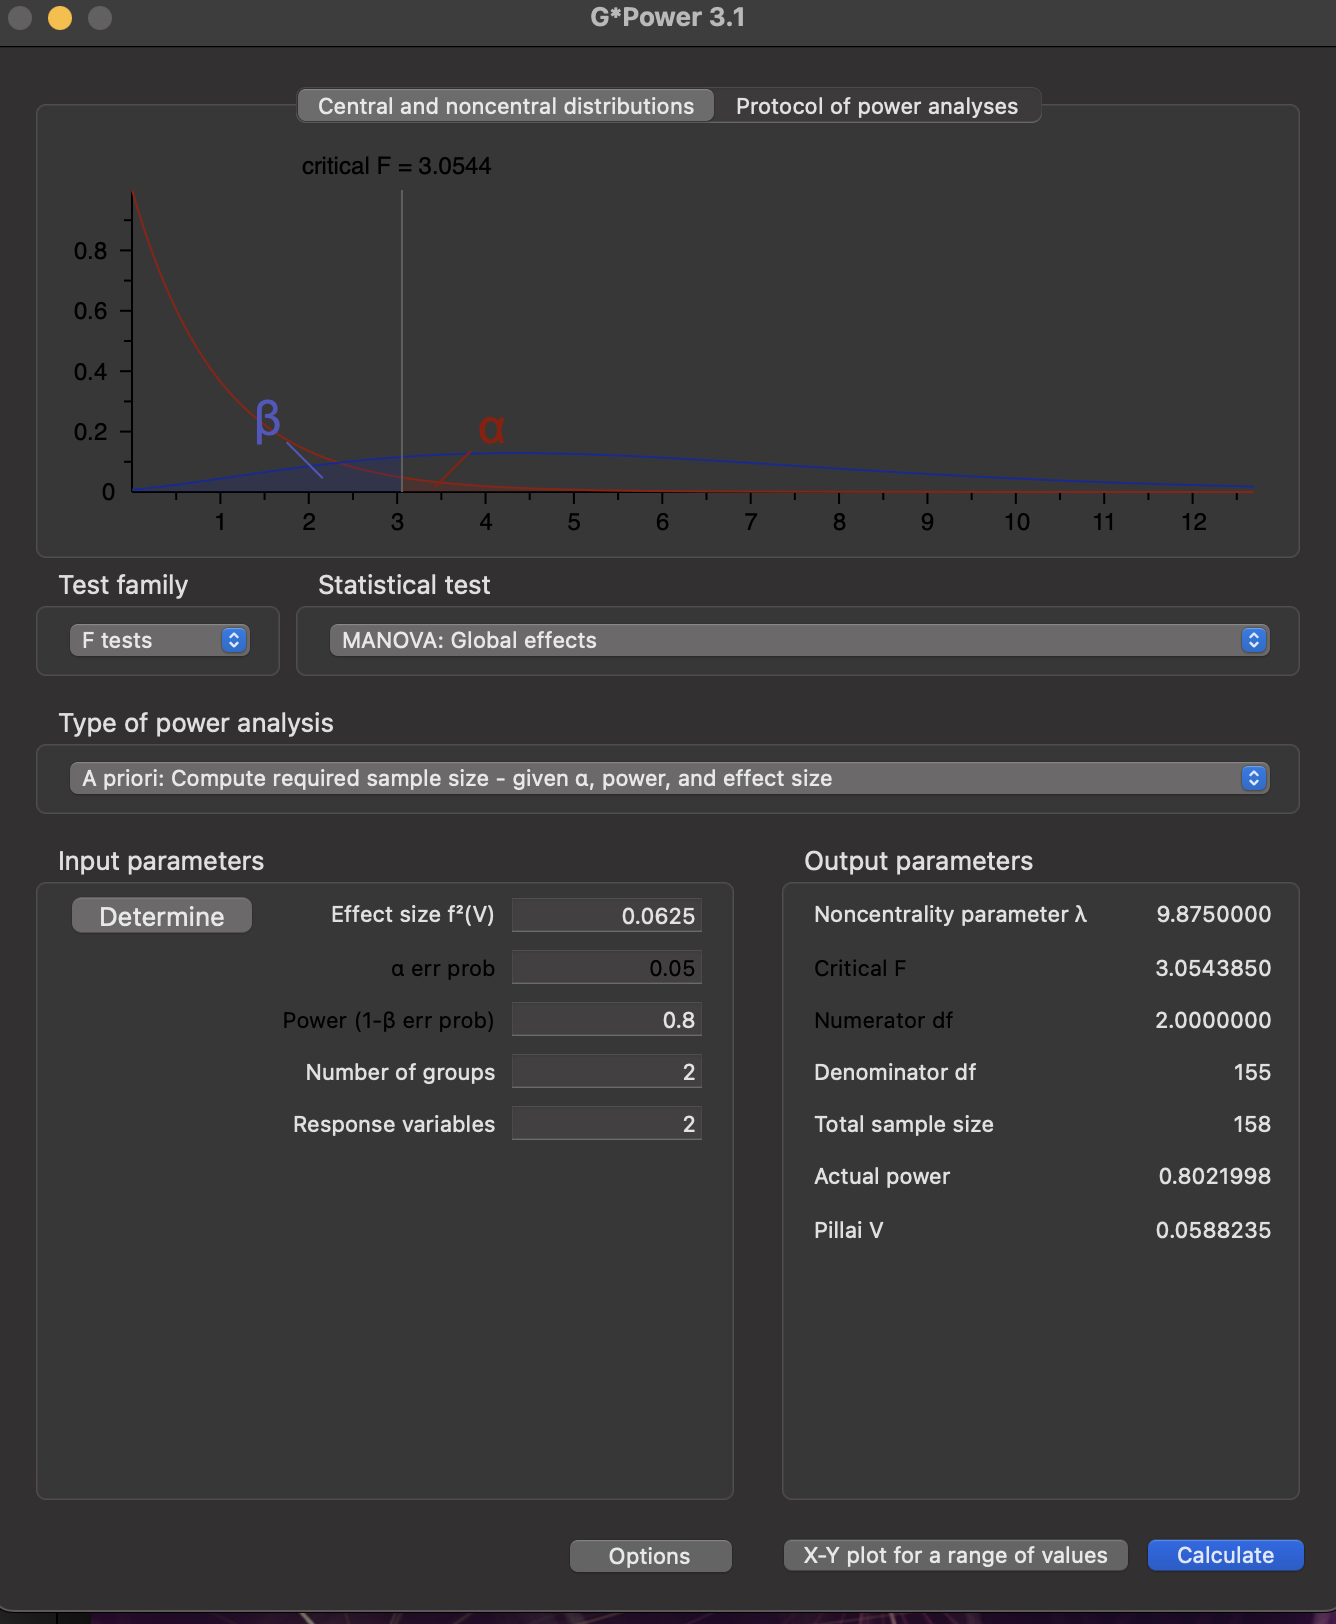 G*Power 3.1
Central and noncentral distributions Protocol of power analyses
critical F = 3.0544
0.8
0.6
0.4
0.2
0
β
α
1 2 3 4 5 6 7 8 9 10 11 12
Test family
F tests
Statistical test
MANOVA: Global effects
Type of power analysis
A priori: Compute required sample size - given α, power, and effect size
Input parameters
Determine
Effect size f²(V) 0.0625
α err prob 0.05
Power (1-β err prob) 0.8
Number of groups 2
Response variables 2
Output parameters
Noncentrality parameter λ 9.8750000
Critical F 3.0543850
Numerator df 2.0000000
Denominator df 155
Total sample size 158
Actual power 0.8021998
Pillai V 0.0588235
Options
X-Y plot for a range of values
Calculate